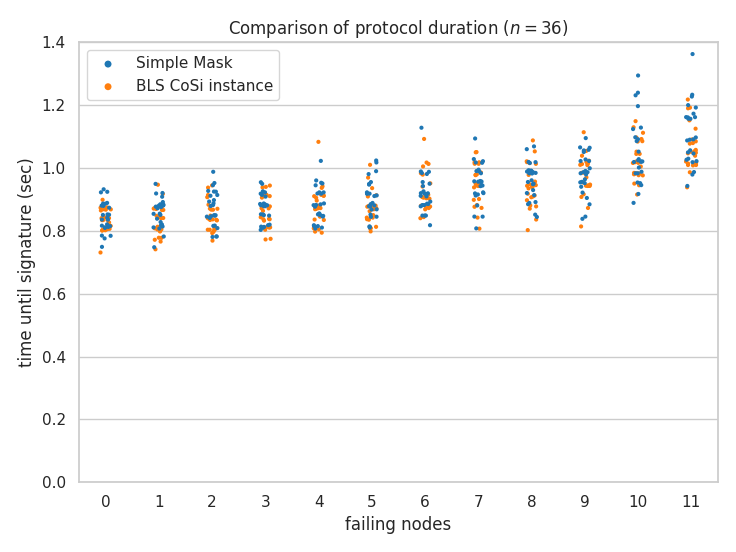 Comparison of protocol duration (n = 36)
Simple Mask
BLS CoSi instance
time until signature (sec)
1.4
1.2
1.0
0.8
0.6
0.4
0.2
0.0
0 1 2 3 4 5 6 7 8 9 10 11
failing nodes